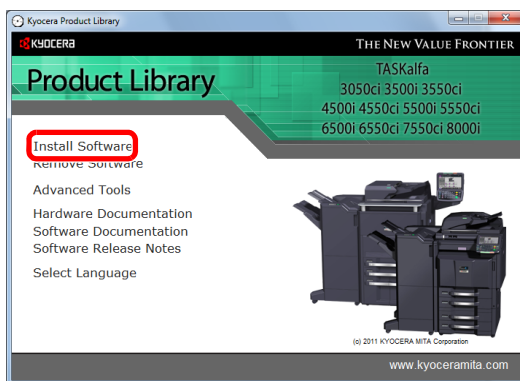 Kyocera Product Library
KYOCERA
THE NEW VALUE FRONTIER
Product Library
TASKalfa
3050ci 3500i 3550ci
4500i 4550ci 5500i 5550ci
6500i 6550ci 7550ci 8000i
Install Software
Remove Software
Advanced Tools
Hardware Documentation
Software Documentation
Software Release Notes
Select Language
(c) 2011 KYOCERA MITA Corporation
www.kyoceramita.com